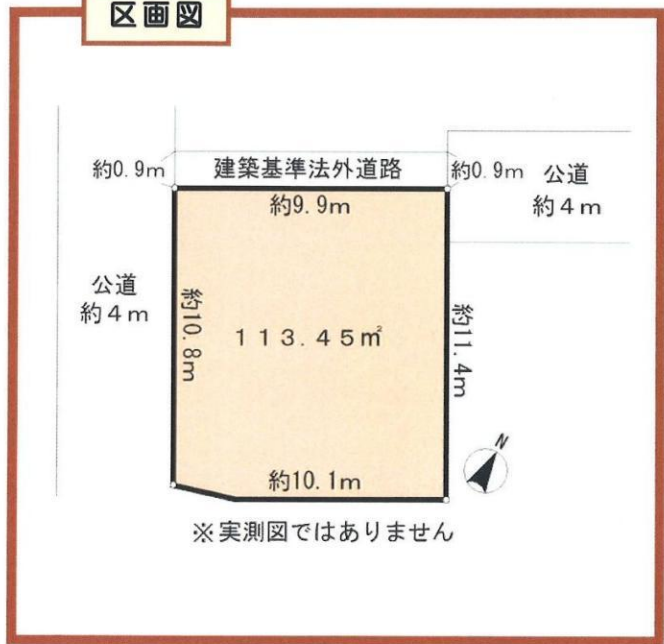 区画図
約0.9m 建築基準法外道路 約0.9m 公道
約4m
約9.9m
公道
約4m
約10.8m
113.45㎡
約11.4m
N
約10.1m
※実測図ではありません